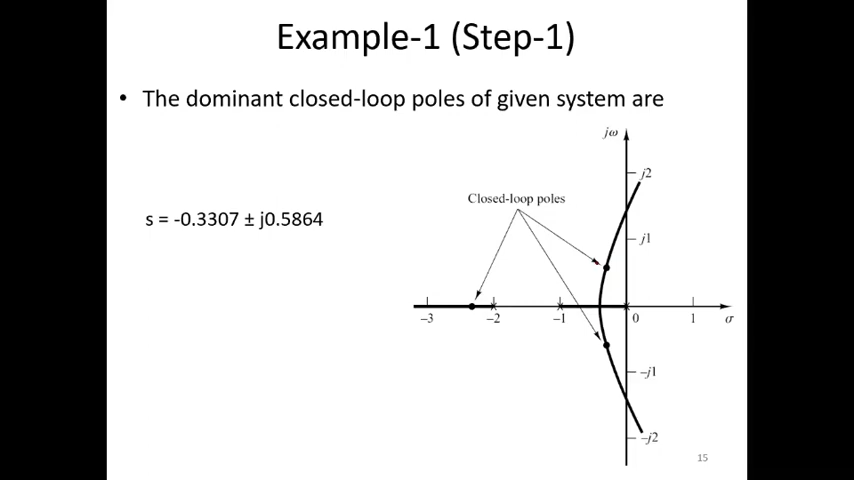 Example-1 (Step-1)
• The dominant closed-loop poles of given system are
jω
j2
Closed-loop poles
s = -0.3307 ± j0.5864
j1
–3
–2
–1
0
1
σ
–j1
–j2
15